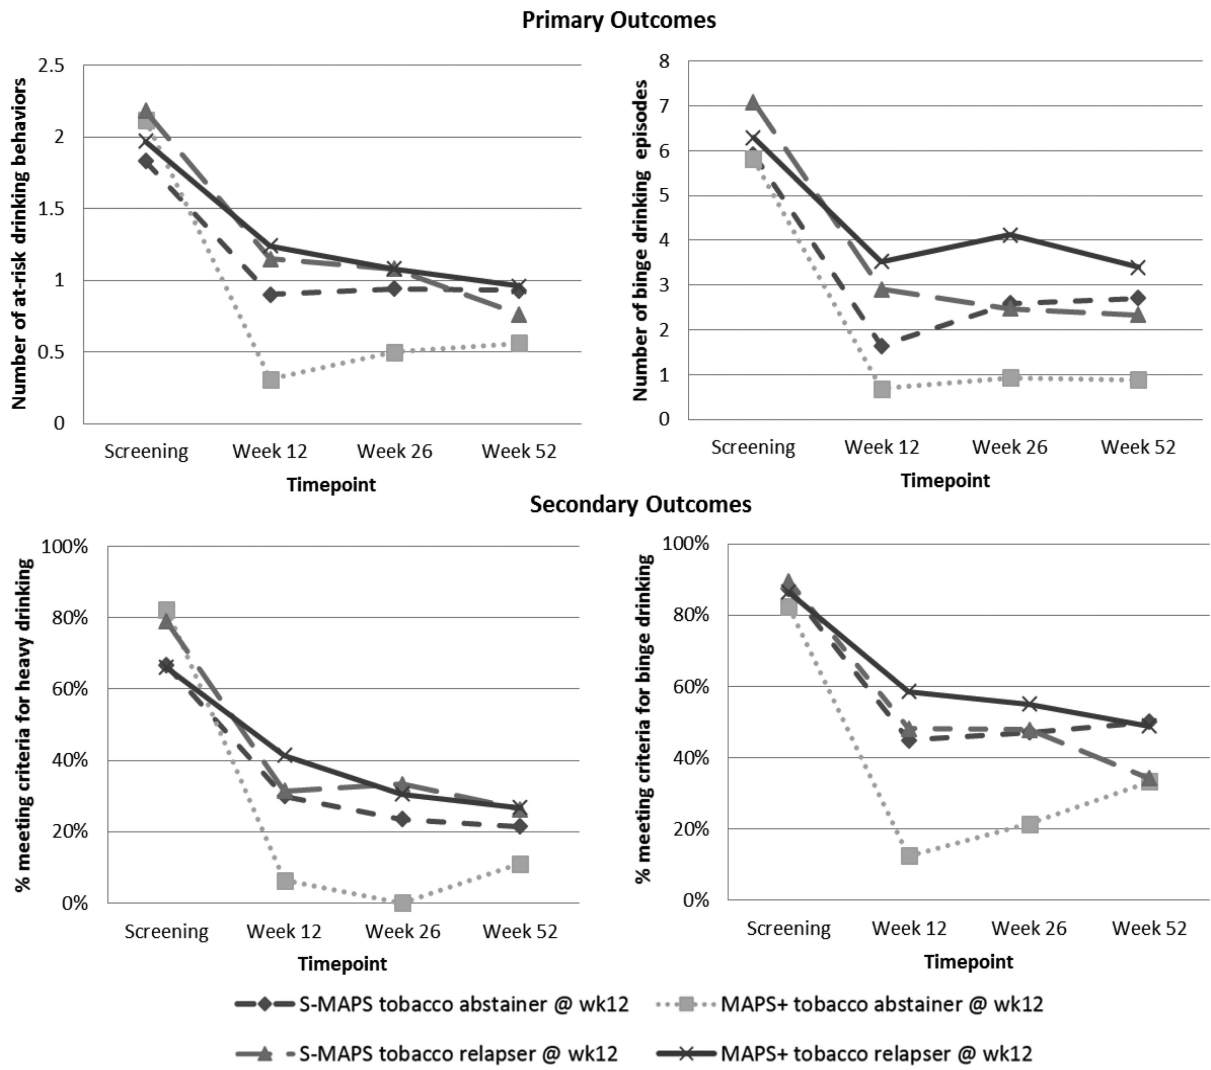 Primary Outcomes
Number of at-risk drinking behaviors
2.5
2
1.5
1
0.5
0
Screening Week 12 Week 26 Week 52
Timepoint
Number of binge drinking episodes
8
7
6
5
4
3
2
1
0
Screening Week 12 Week 26 Week 52
Timepoint
Secondary Outcomes
% meeting criteria for heavy drinking
100%
80%
60%
40%
20%
0%
Screening Week 12 Week 26 Week 52
Timepoint
% meeting criteria for binge drinking
100%
80%
60%
40%
20%
0%
Screening Week 12 Week 26 Week 52
Timepoint
S-MAPS tobacco abstainer @ wk12
MAPS+ tobacco abstainer @ wk12
S-MAPS tobacco relapser @ wk12
MAPS+ tobacco relapser @ wk12